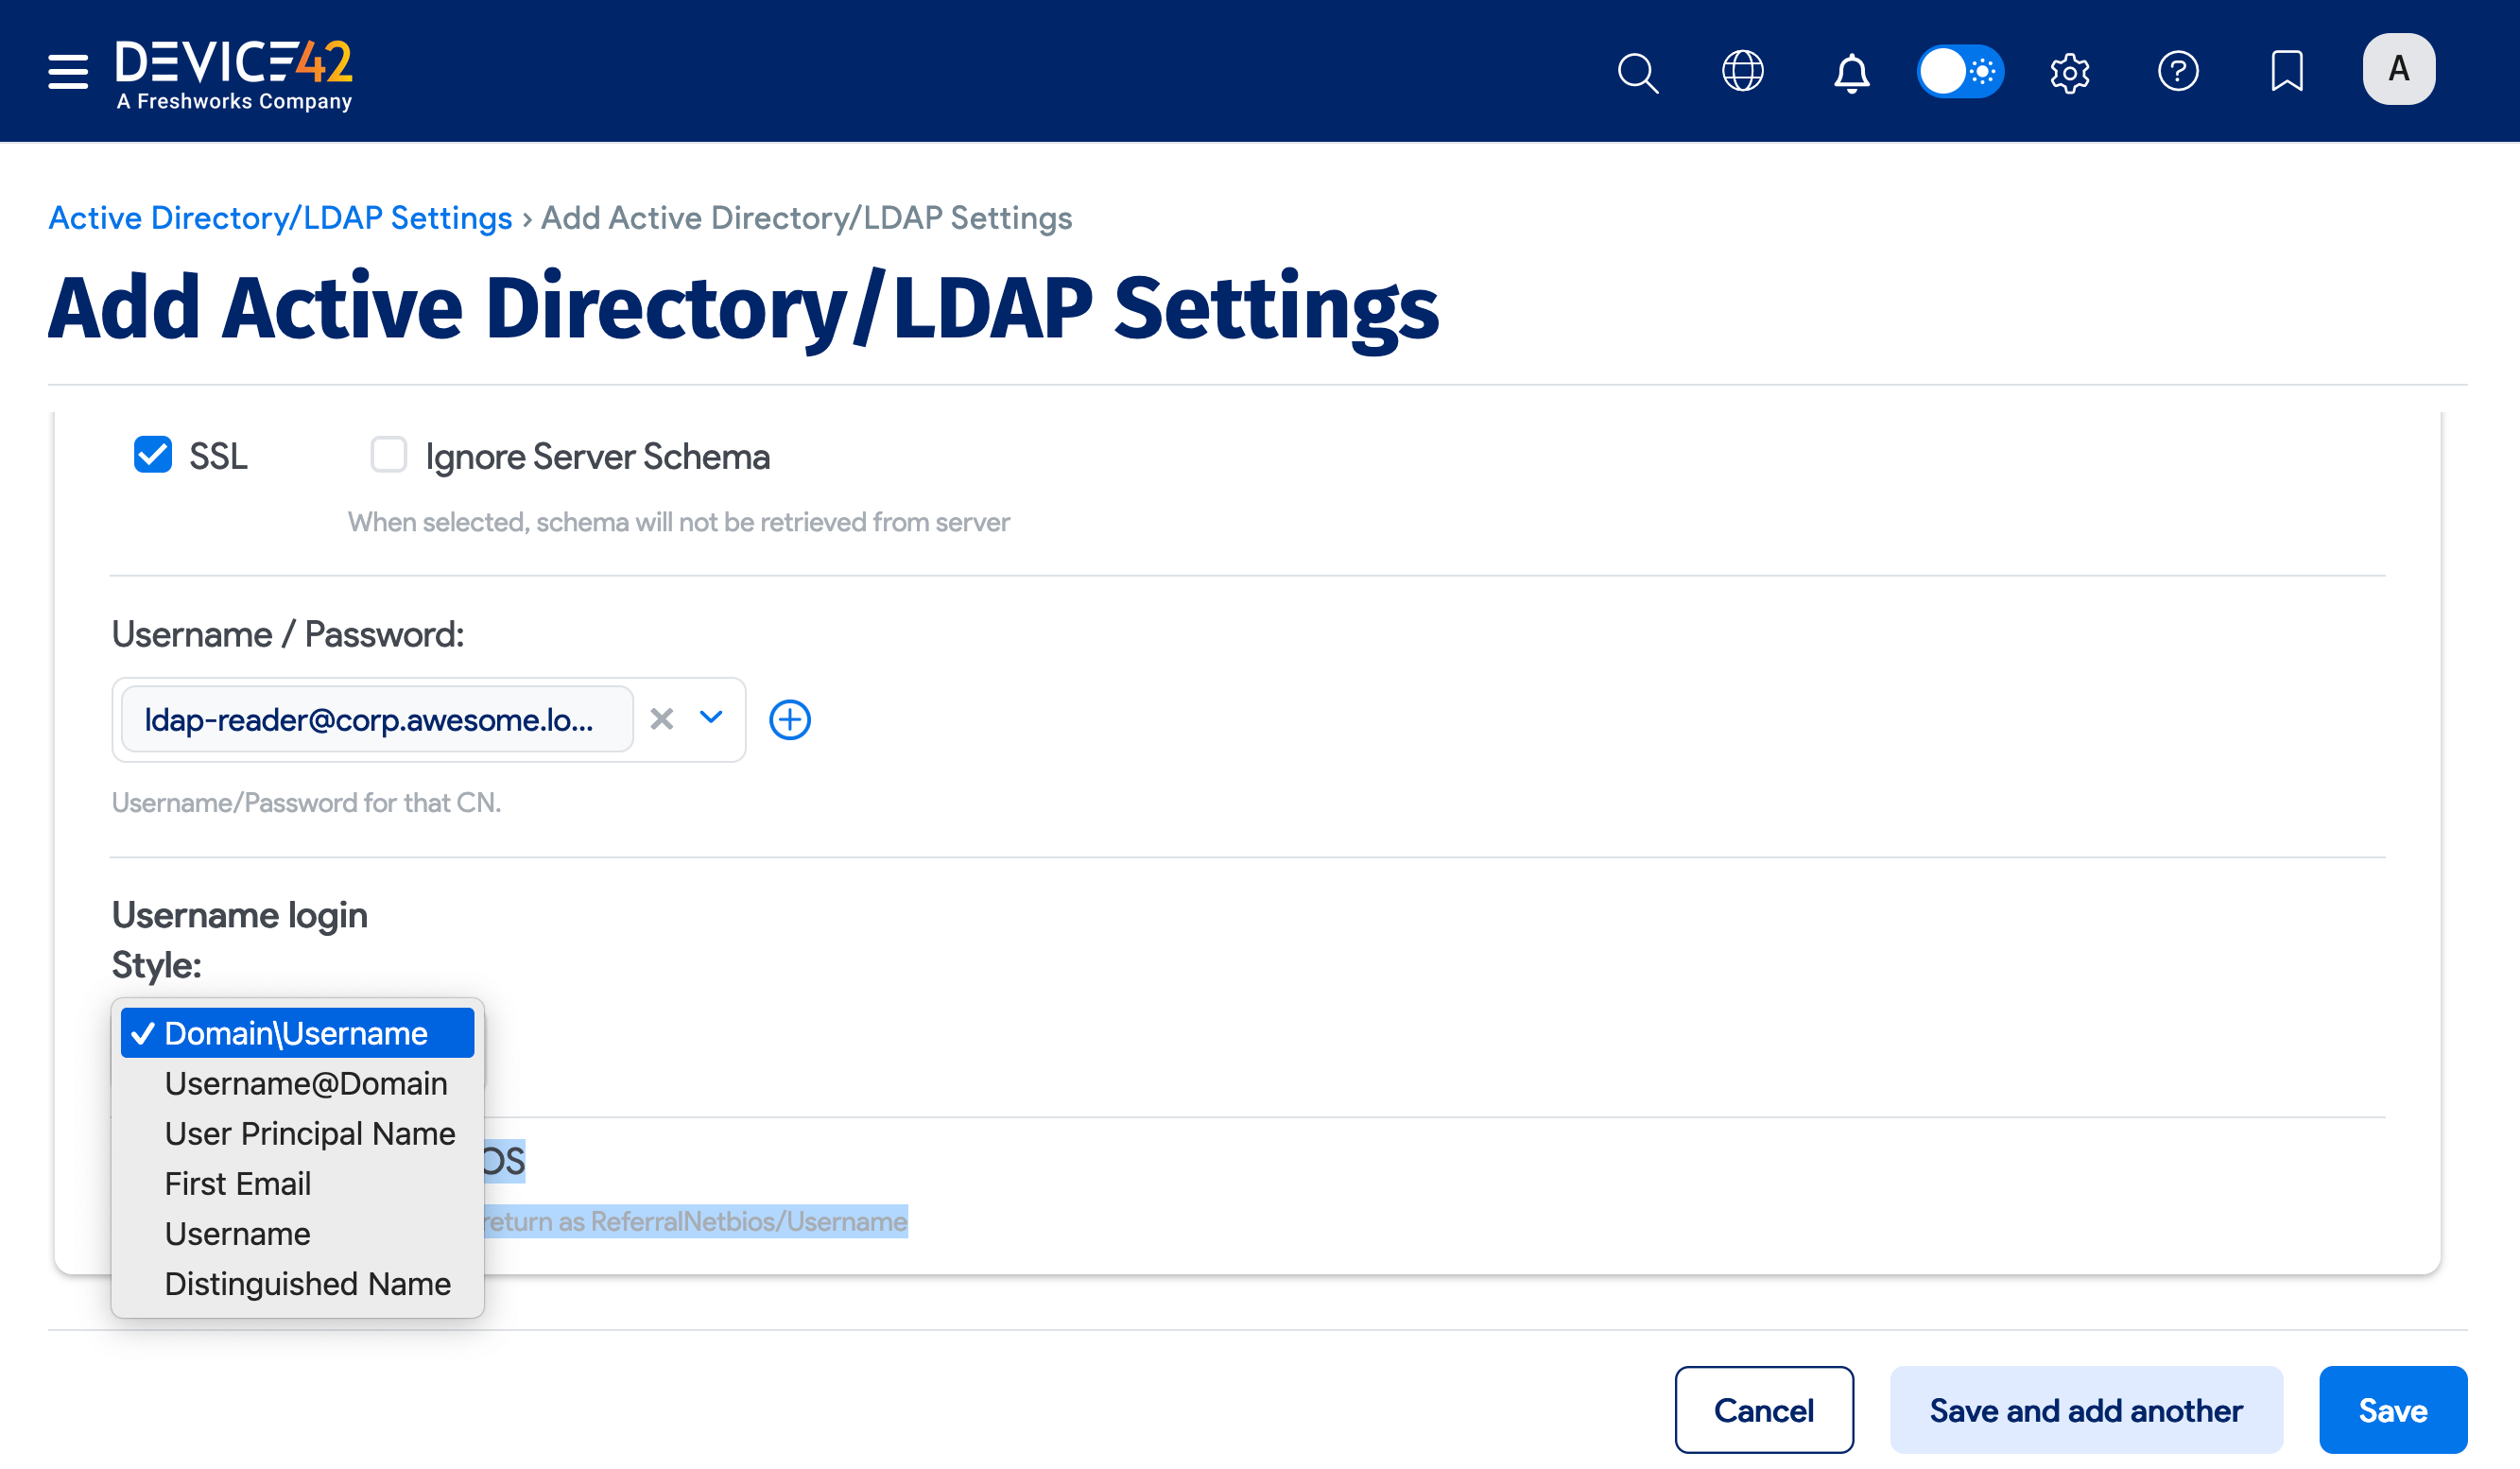 DEVICE42
A Freshworks Company
A
Active Directory/LDAP Settings › Add Active Directory/LDAP Settings
Add Active Directory/LDAP Settings
SSL
Ignore Server Schema
When selected, schema will not be retrieved from server
Username / Password:
ldap-reader@corp.awesome.lo...
Username/Password for that CN.
Username login
Style:
Domain\Username
Username@Domain
User Principal Name
First Email
Username
Distinguished Name
OS
return as ReferralNetbios/Username
Cancel
Save and add another
Save